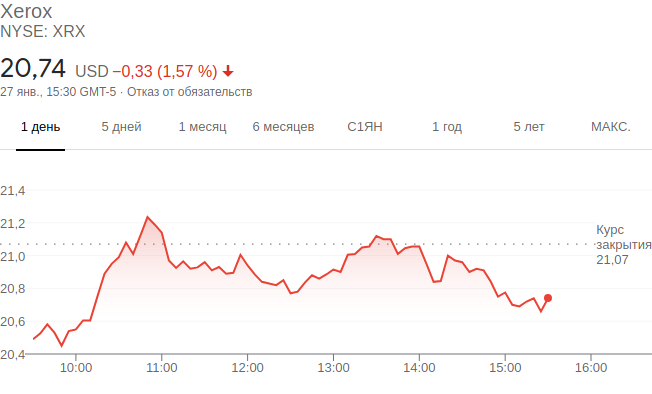 Xerox
NYSE: XRX
20,74 USD −0,33 (1,57 %)
27 янв., 15:30 GMT-5 · Отказ от обязательств
1 день 5 дней 1 месяц 6 месяцев С1ЯН 1 год 5 лет МАКС.
21,4
21,2
Курс
закрытия
21,07
21,0
20,8
20,6
20,4
10:00 11:00 12:00 13:00 14:00 15:00 16:00